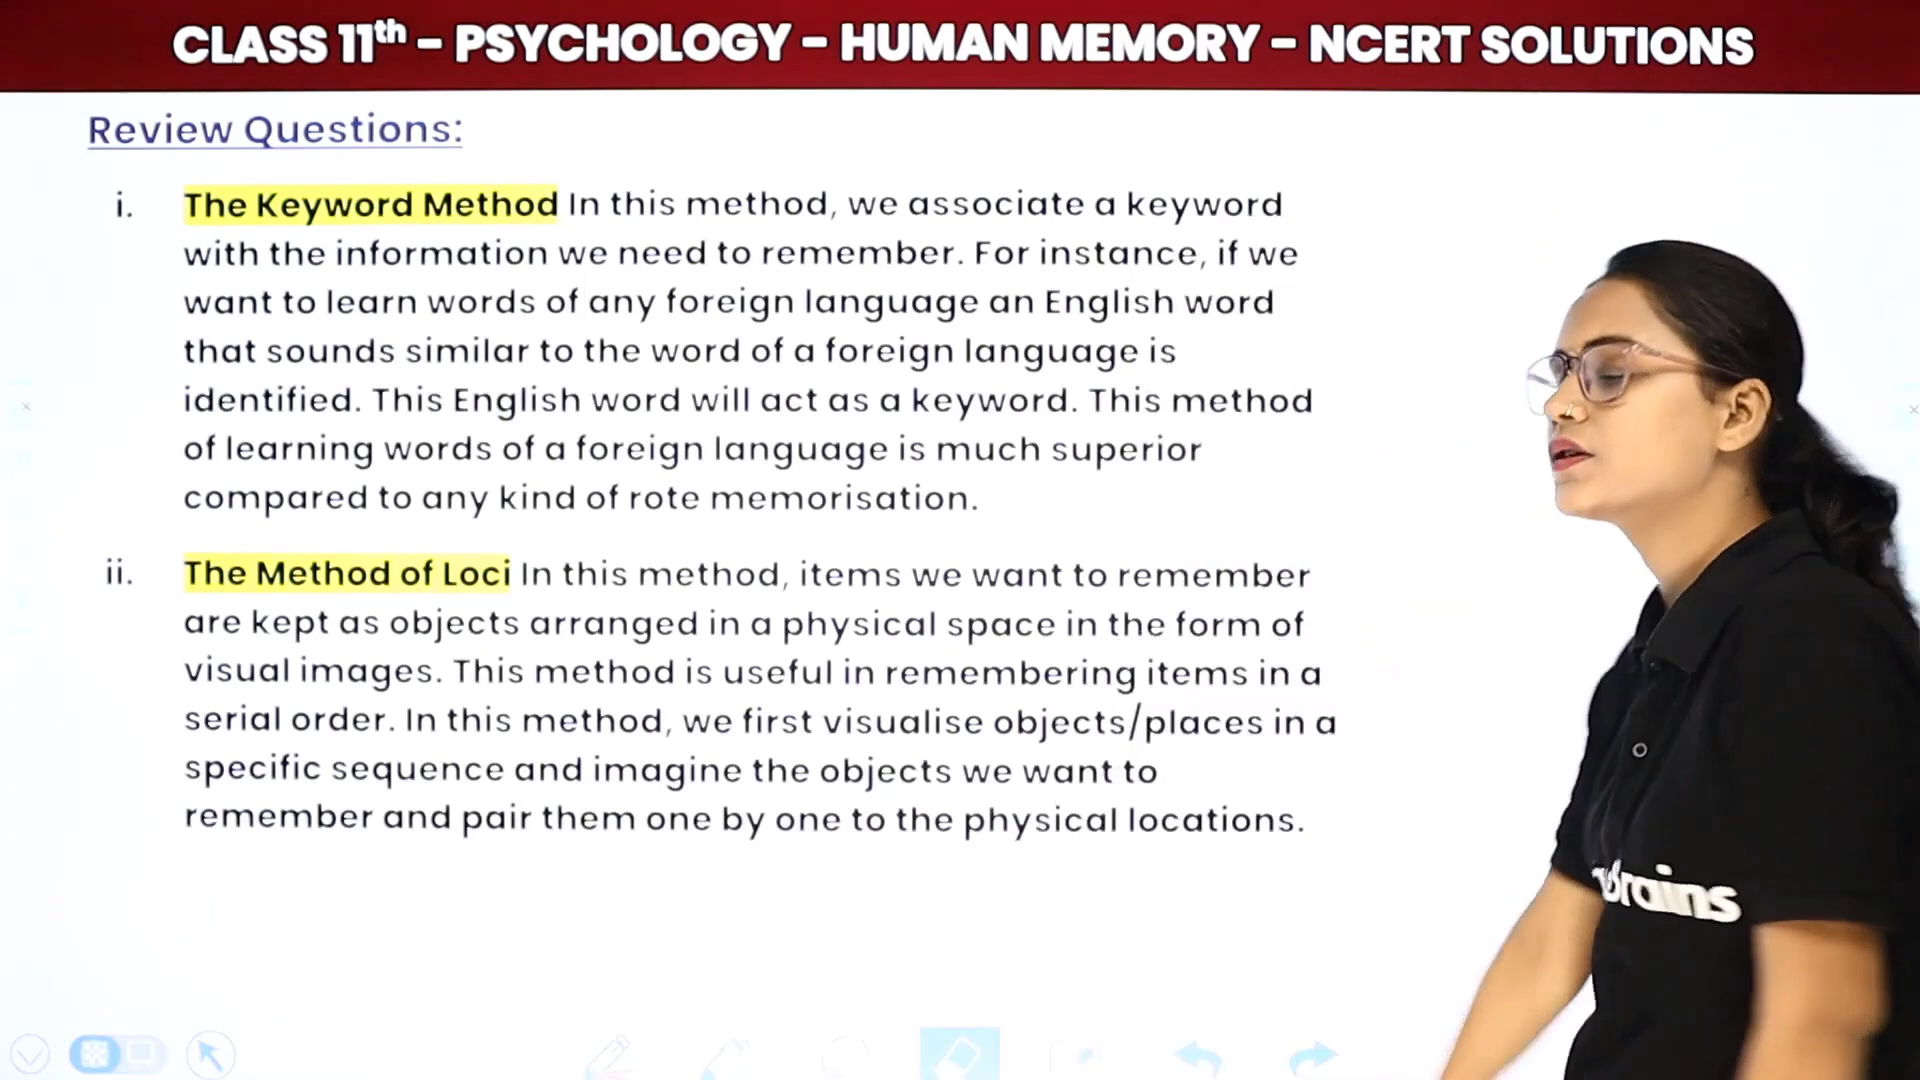 CLASS 11th – PSYCHOLOGY – HUMAN MEMORY – NCERT SOLUTIONS
Review Questions:
i. The Keyword Method In this method, we associate a keyword
with the information we need to remember. For instance, if we
want to learn words of any foreign language an English word
that sounds similar to the word of a foreign language is
identified. This English word will act as a keyword. This method
of learning words of a foreign language is much superior
compared to any kind of rote memorisation.
ii. The Method of Loci In this method, items we want to remember
are kept as objects arranged in a physical space in the form of
visual images. This method is useful in remembering items in a
serial order. In this method, we first visualise objects/places in a
specific sequence and imagine the objects we want to
remember and pair them one by one to the physical locations.